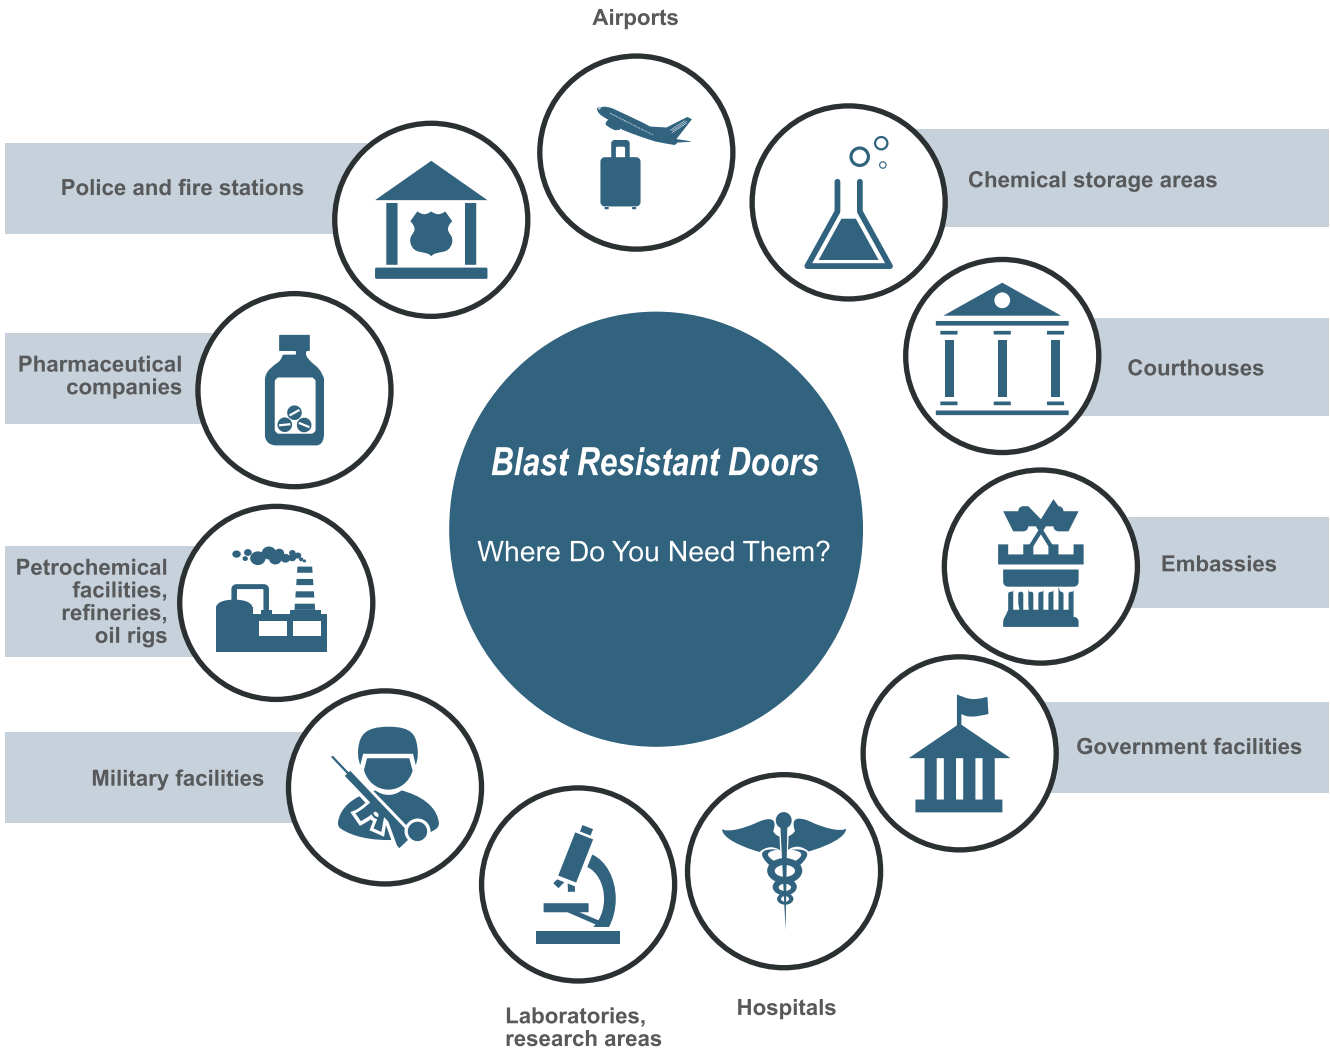 Airports
Chemical storage areas
Police and fire stations
Courthouses
Pharmaceutical
companies
Blast Resistant Doors
Where Do You Need Them?
Embassies
Petrochemical
facilities,
refineries,
oil rigs
Government facilities
Military facilities
Hospitals
Laboratories,
research areas